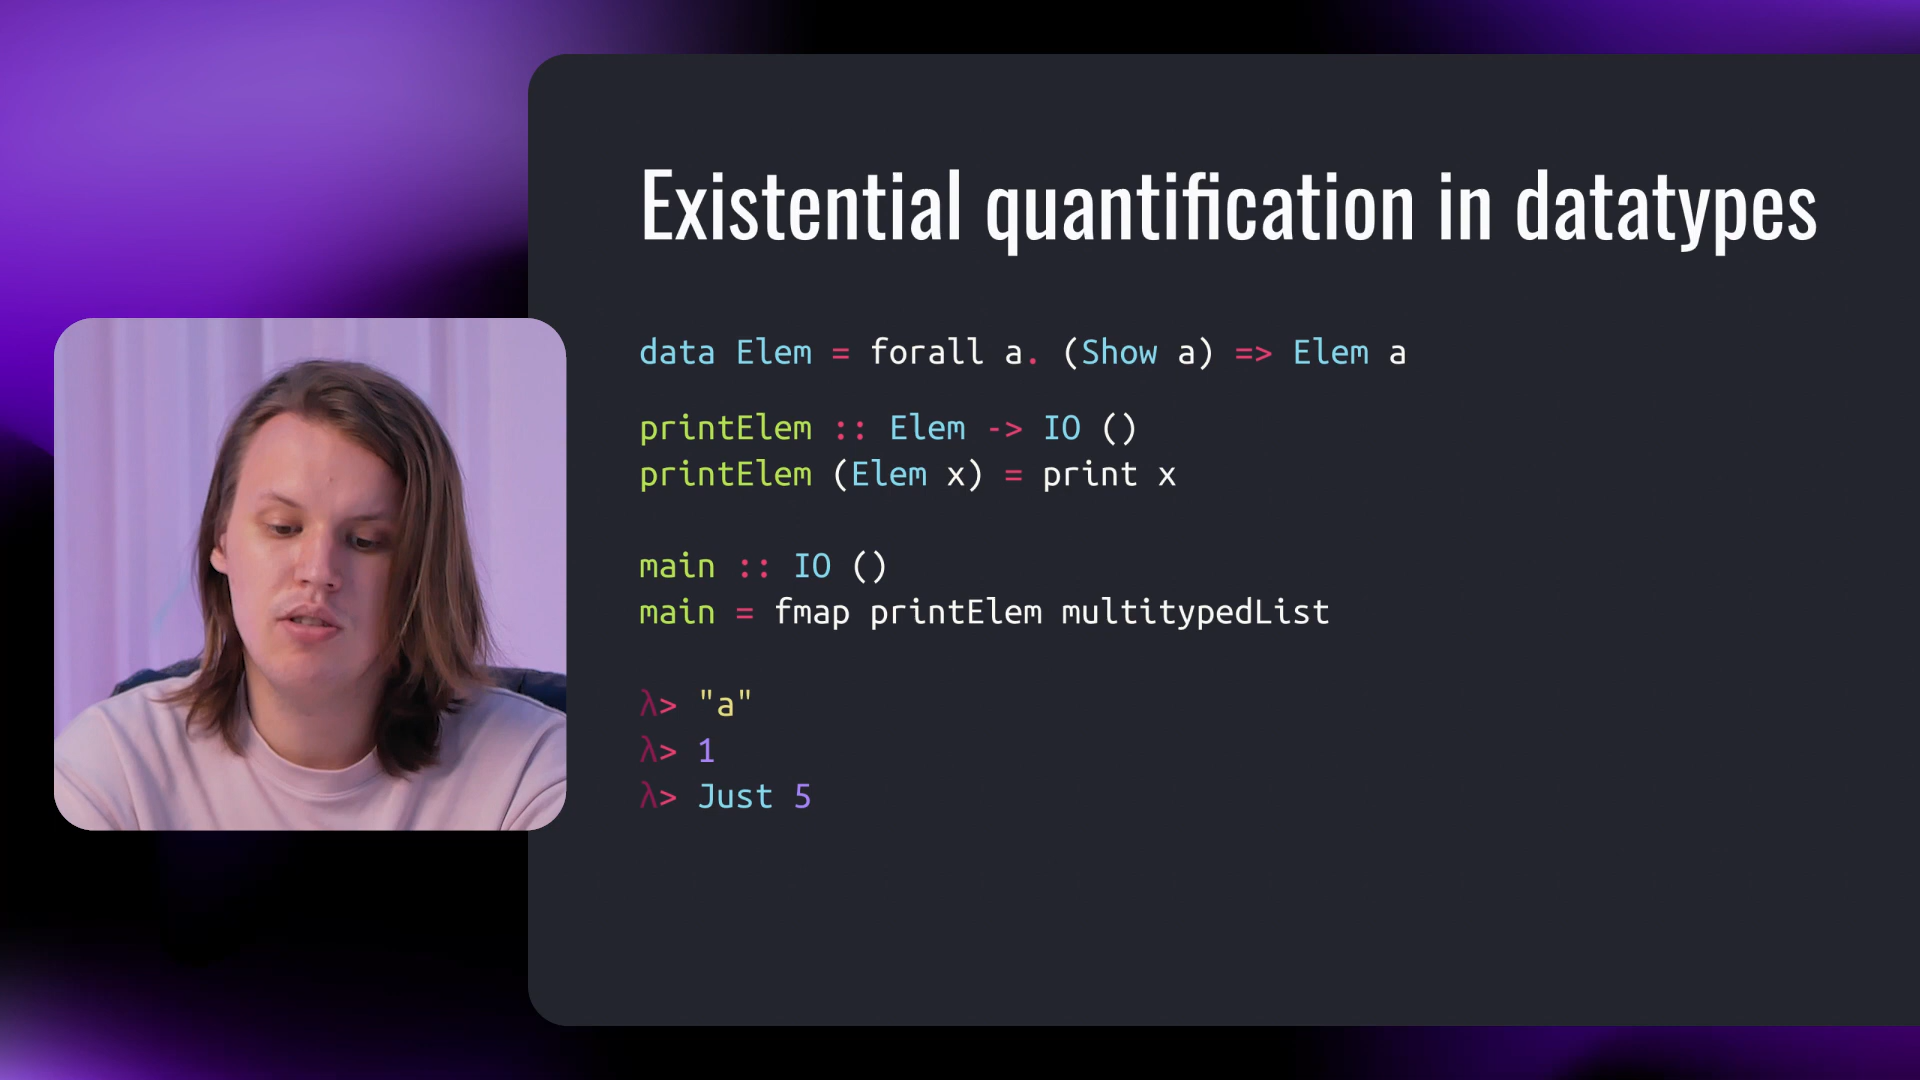 Existential quantification in datatypes
data Elem = forall a. (Show a) => Elem a
printElem :: Elem -> IO ()
printElem (Elem x) = print x
main :: IO ()
main = fmap printElem multitypedList
λ> "a"
λ> 1
λ> Just 5